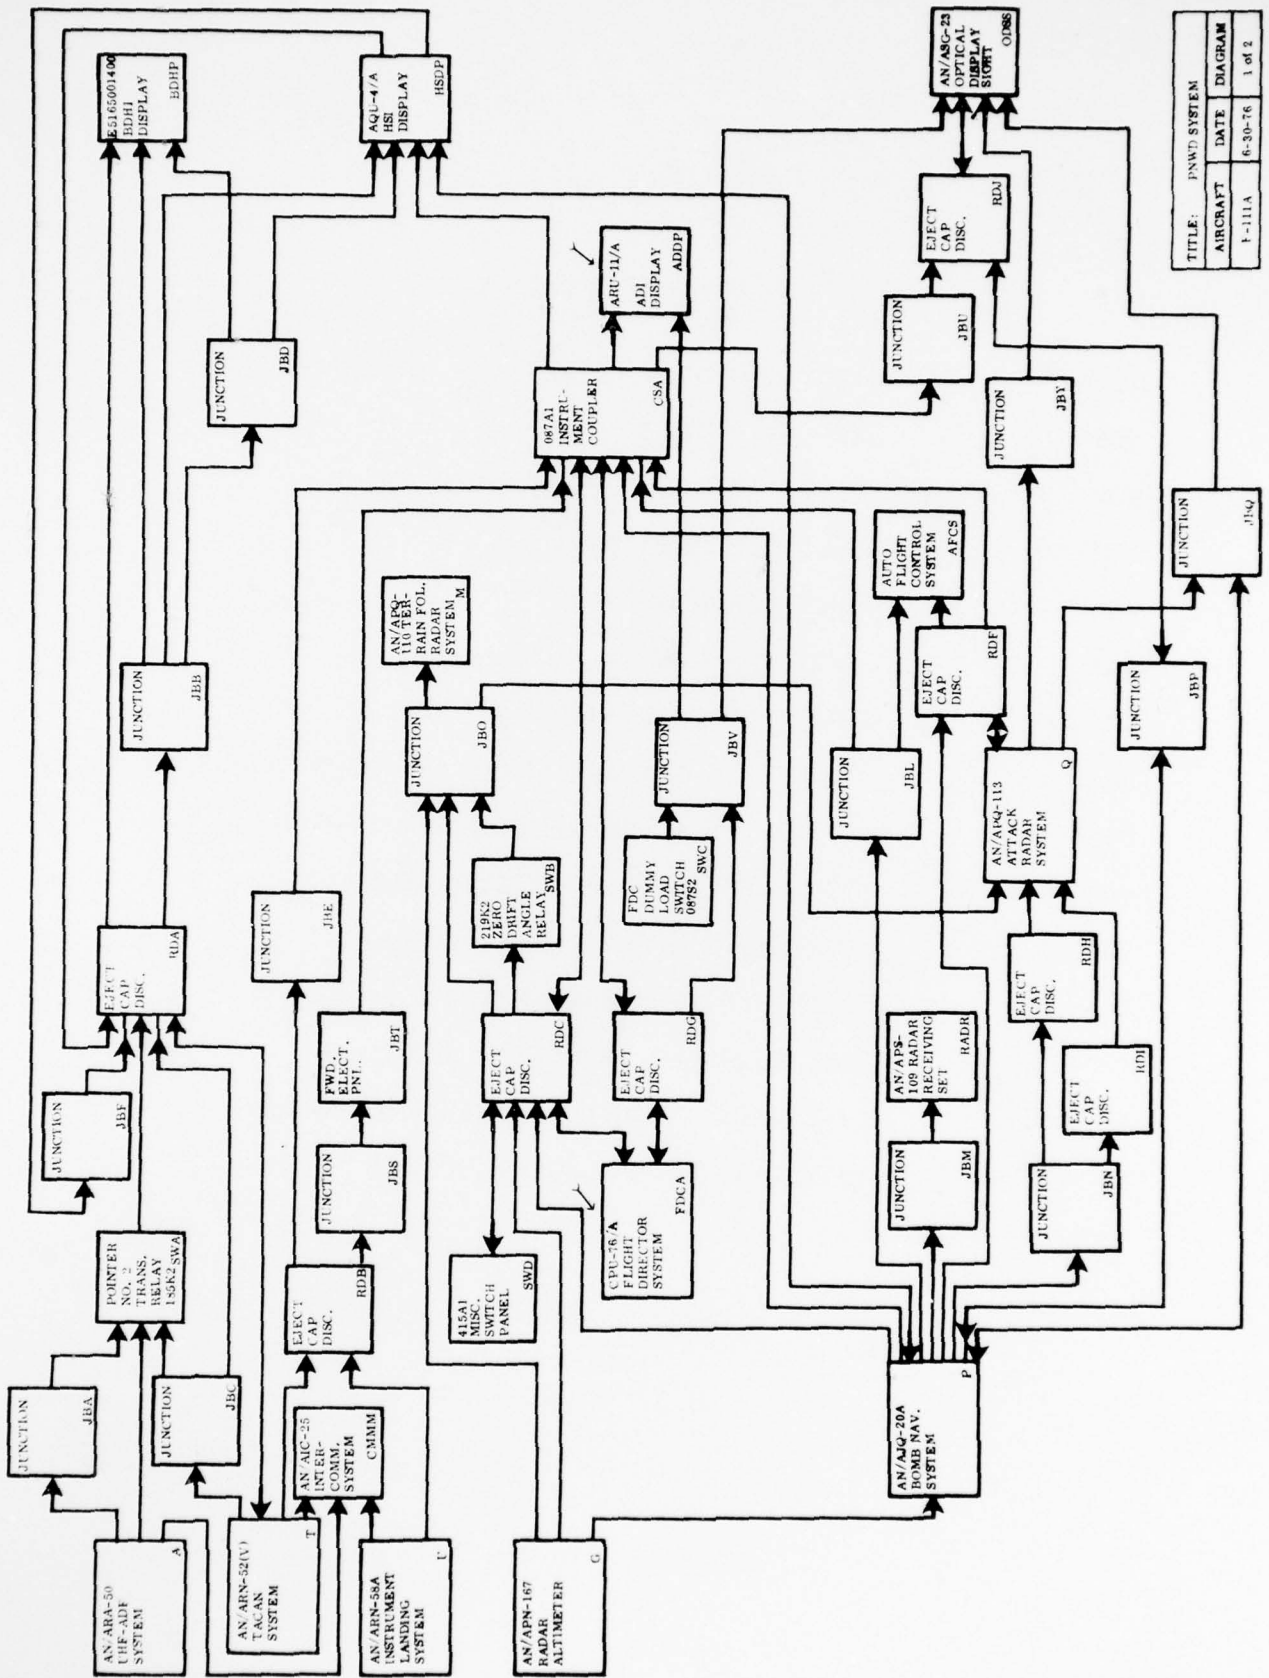 AN/ARA-50
UHF-ADF
SYSTEM
A
AN/ARN-52(V)
TACAN
SYSTEM
T
AN/ARN-58A
INSTRUMENT
LANDING
SYSTEM
U
AN/APN-167
RADAR
ALTIMETER
G
JUNCTION
JBA
JUNCTION
JBC
AN/AIC-25
INTER-
COMM.
SYSTEM
CMMM
AN/AJQ-20A
BOMB NAV.
SYSTEM
P
POINTER
NO. 2
TRANS.
RELAY
185K2 SWA
EJECT
CAP
DISC.
RDB
415A1
MISC.
SWITCH
PANEL
SWD
CPU-76/A
FLIGHT
DIRECTOR
SYSTEM
FDCA
JUNCTION
JBF
JUNCTION
JBS
FWD.
ELECT.
PNL.
JBT
EJECT
CAP
DISC.
RDC
EJECT
CAP
DISC.
RDG
JUNCTION
JBM
AN/APS-
109 RADAR
RECEIVING
SET
RADR
JUNCTION
JBN
EJECT
CAP
DISC.
RDI
EJECT
CAP
DISC.
RDH
EJECT
CAP
DISC.
RDA
JUNCTION
JBE
219K2
ZERO
DRIFT
ANGLE
RELAY SWB
FDC
DUMMY
LOAD
SWITCH
087S2 SWC
JUNCTION
JBL
AN/APQ-113
ATTACK
RADAR
SYSTEM
Q
JUNCTION
JBB
JUNCTION
JBO
AN/APQ-
110 TER-
RAIN FOL.
RADAR
SYSTEM M
JUNCTION
JBV
EJECT
CAP
DISC.
RDF
AUTO
FLIGHT
CONTROL
SYSTEM
AFCS
JUNCTION
JBP
JUNCTION
JBQ
JUNCTION
JBD
087A1
INSTRU-
MENT
COUPLER
CSA
JUNCTION
JBU
JUNCTION
JBY
ARU-11/A
ADI
DISPLAY
ADDP
EJECT
CAP
DISC.
RDJ
E5165001400
BDHI
DISPLAY
BDHP
AQU-4/A
HSI
DISPLAY
HSDP
AN/ASG-23
OPTICAL
DISPLAY
SIGHT
ODSS
TITLE: PNWD SYSTEM
AIRCRAFT DATE DIAGRAM
F-111A 6-30-76 1 of 2